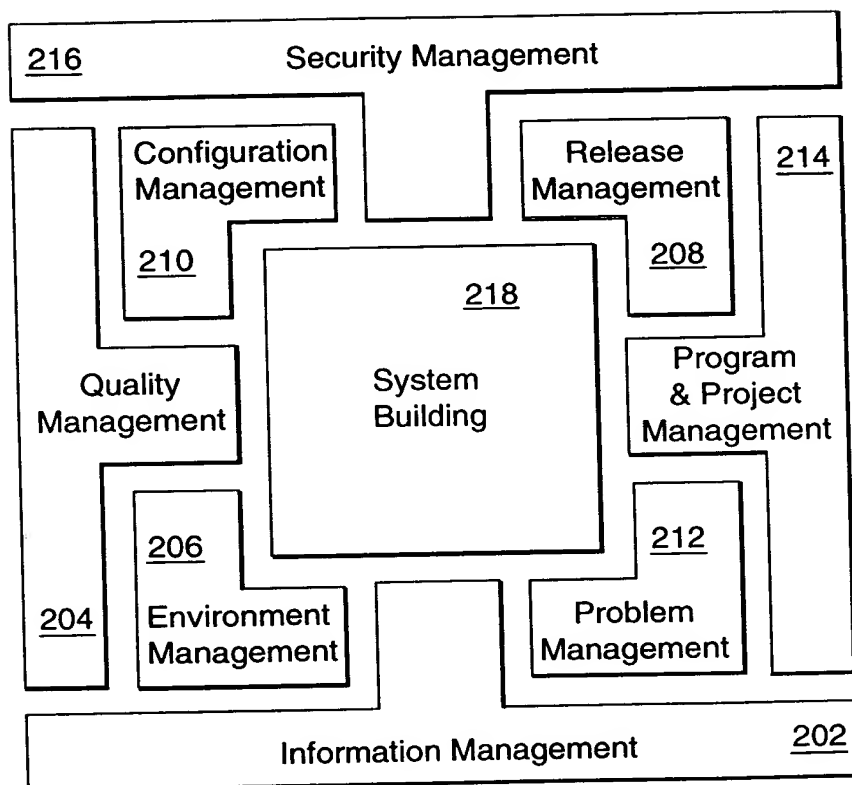 216
Security Management
Configuration
Management
210
Release
Management
208
214
218
System
Building
Quality
Management
204
Program
& Project
Management
206
Environment
Management
212
Problem
Management
Information Management
202